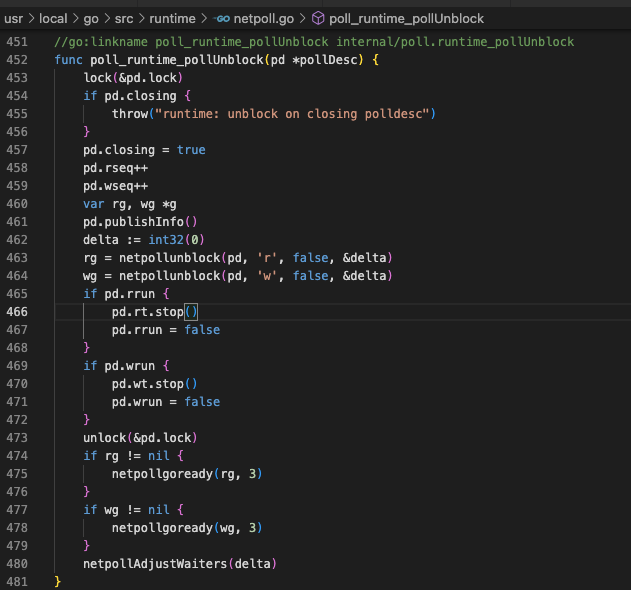 usr > local > go > src > runtime > netpoll.go > poll_runtime_pollUnblock
451 //go:linkname poll_runtime_pollUnblock internal/poll.runtime_pollUnblock
452 func poll_runtime_pollUnblock(pd *pollDesc) {
453     lock(&pd.lock)
454     if pd.closing {
455         throw("runtime: unblock on closing polldesc")
456     }
457     pd.closing = true
458     pd.rseq++
459     pd.wseq++
460     var rg, wg *g
461     pd.publishInfo()
462     delta := int32(0)
463     rg = netpollunblock(pd, 'r', false, &delta)
464     wg = netpollunblock(pd, 'w', false, &delta)
465     if pd.rrun {
466         pd.rt.stop()
467         pd.rrun = false
468     }
469     if pd.wrun {
470         pd.wt.stop()
471         pd.wrun = false
472     }
473     unlock(&pd.lock)
474     if rg != nil {
475         netpollgoready(rg, 3)
476     }
477     if wg != nil {
478         netpollgoready(wg, 3)
479     }
480     netpollAdjustWaiters(delta)
481 }